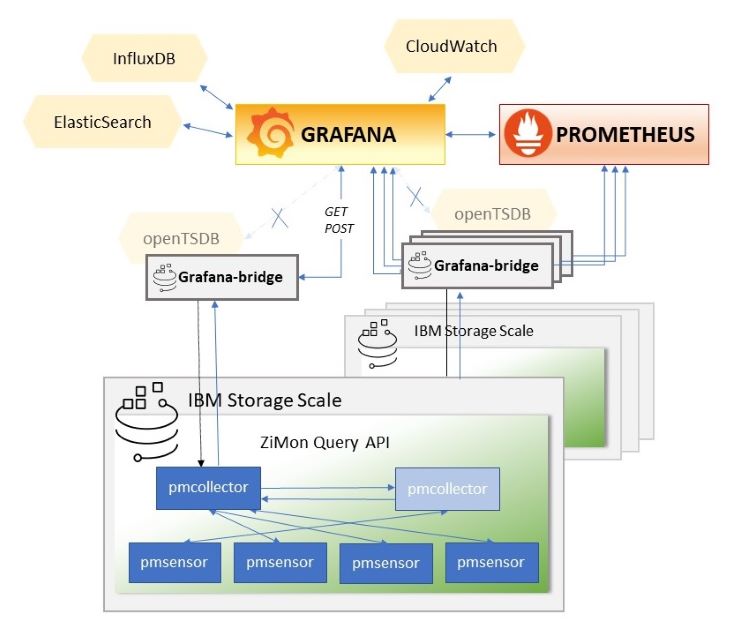 CloudWatch
InfluxDB
ElasticSearch
GRAFANA
PROMETHEUS
GET
POST
openTSDB
openTSDB
Grafana-bridge
Grafana-bridge
IBM Storage Scale
IBM Storage Scale
ZiMon Query API
pmcollector
pmcollector
pmsensor
pmsensor
pmsensor
pmsensor